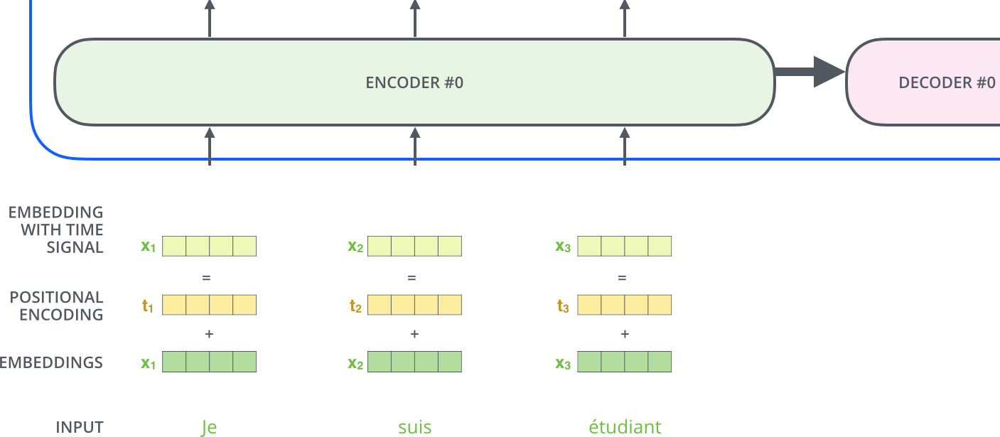 ENCODER #0
DECODER #0
EMBEDDING
WITH TIME
SIGNAL
x1 x2 x3
= = =
POSITIONAL
ENCODING
t1 t2 t3
+ + +
EMBEDDINGS x1 x2 x3
INPUT Je suis étudiant